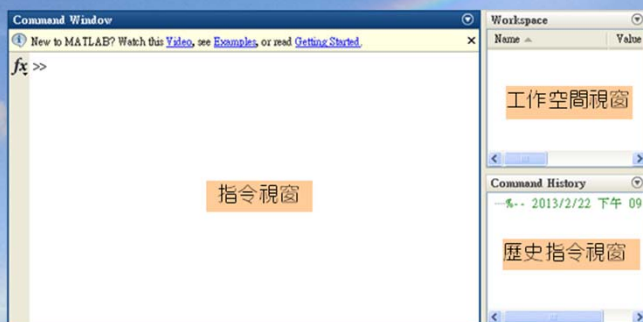 Command Window
New to MATLAB? Watch this Video, see Examples, or read Getting Started.
fx >>
指令視窗
Workspace
Name Value
工作空間視窗
Command History
%-- 2013/2/22 下午 09
歷史指令視窗